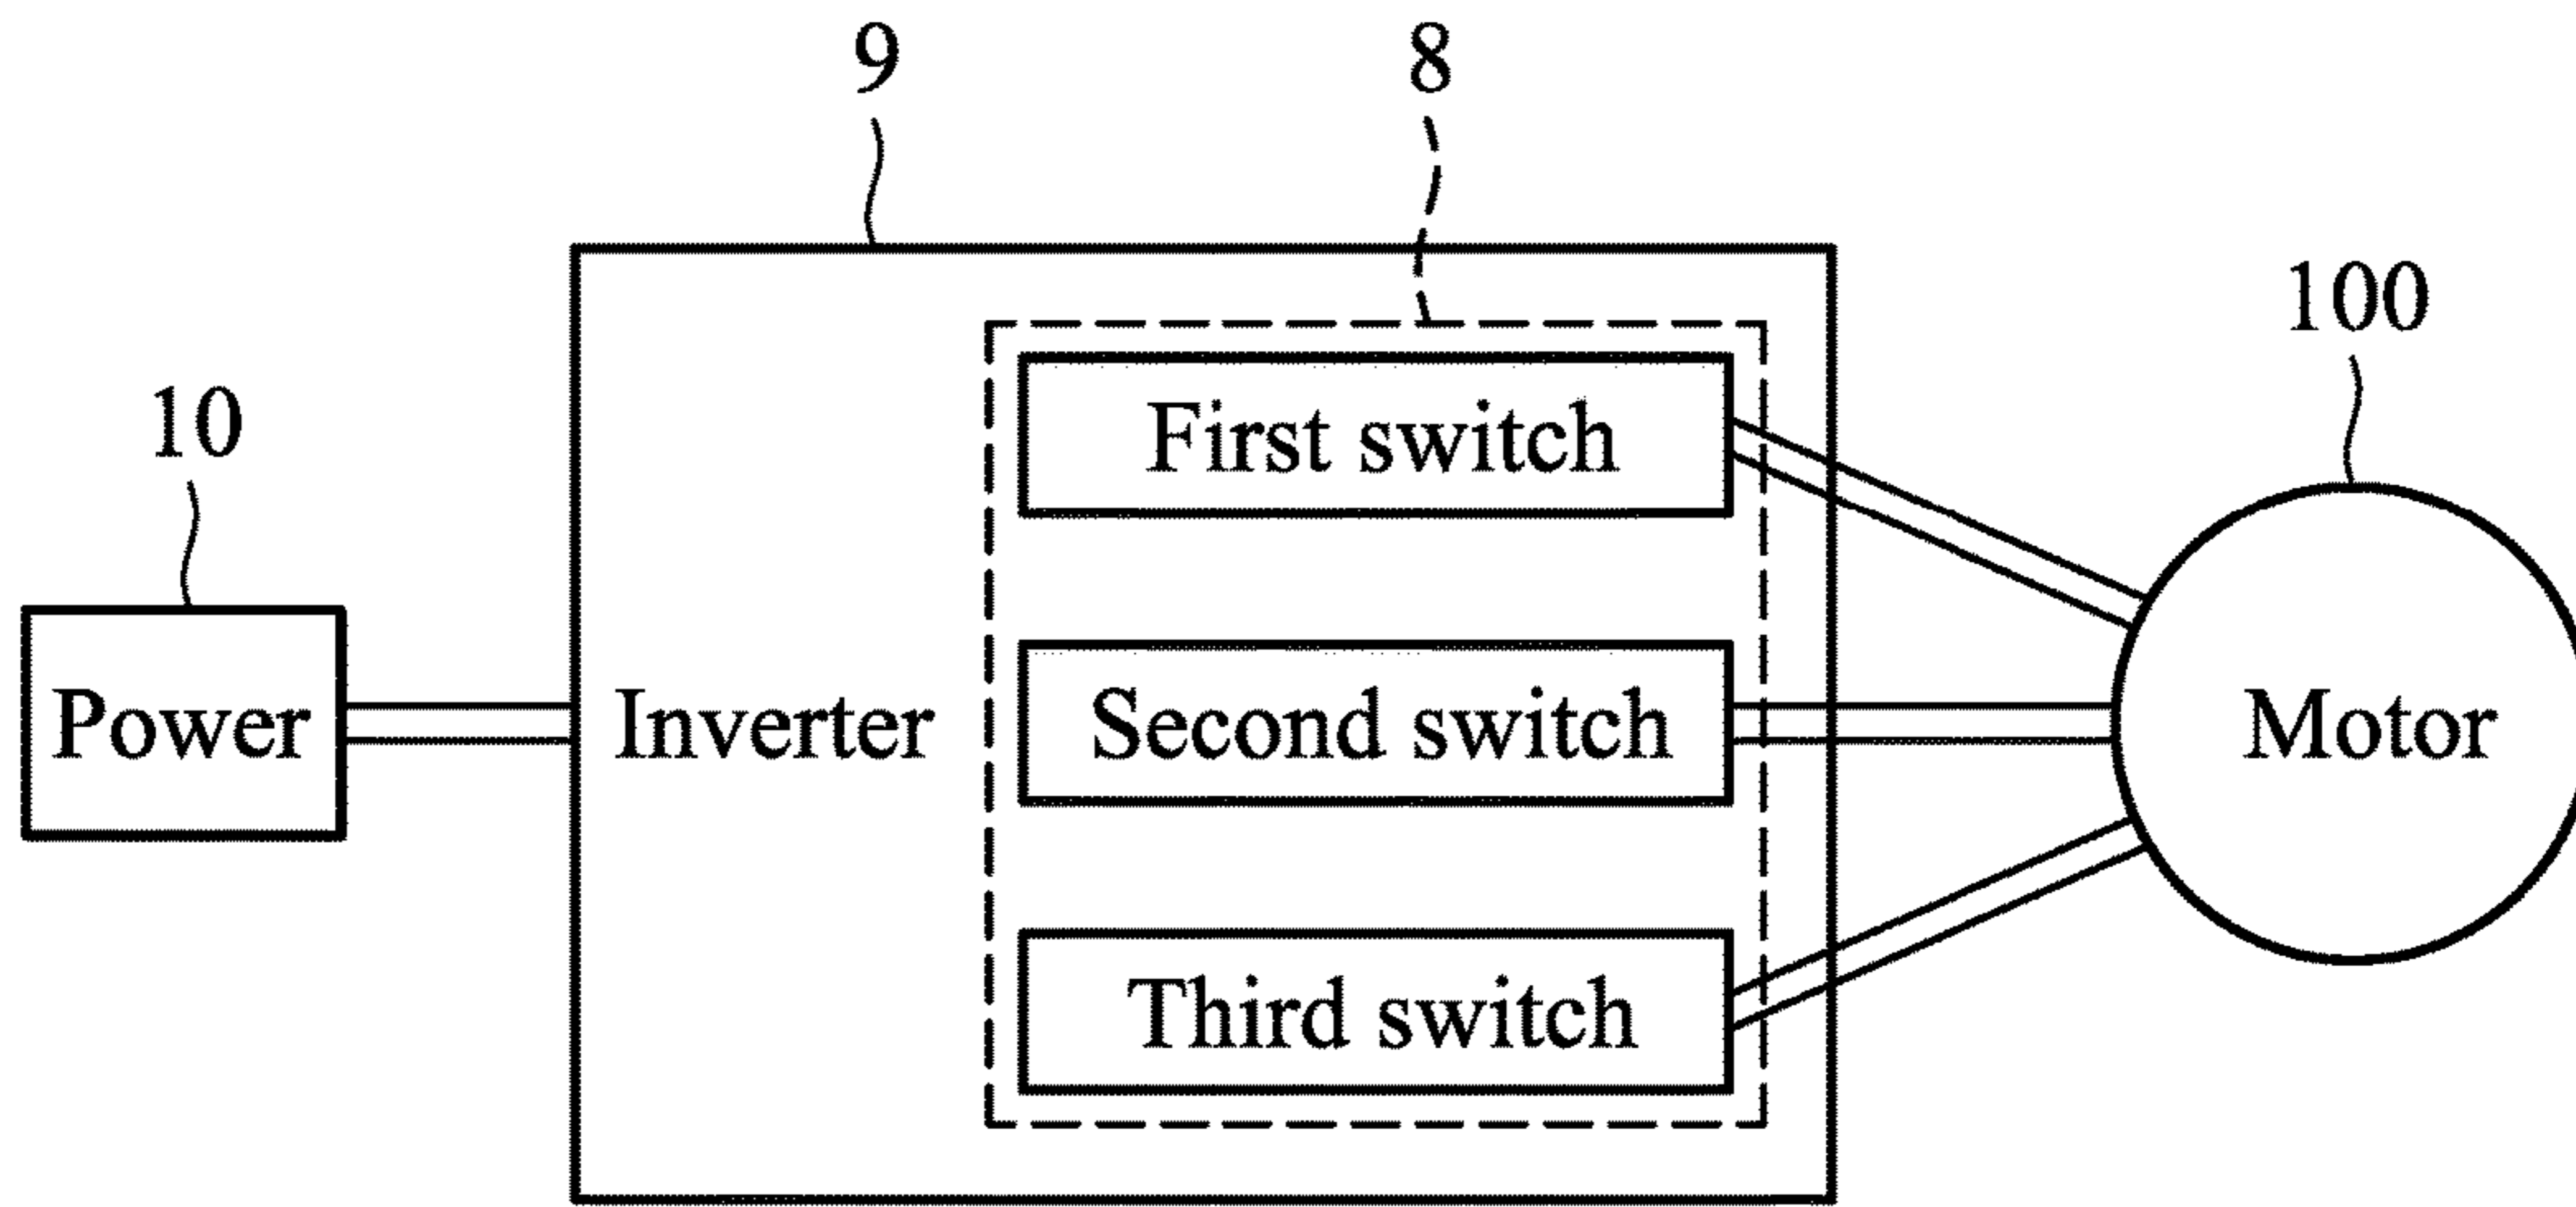 9
8
100
10
First switch
Power
Inverter
Second switch
Motor
Third switch